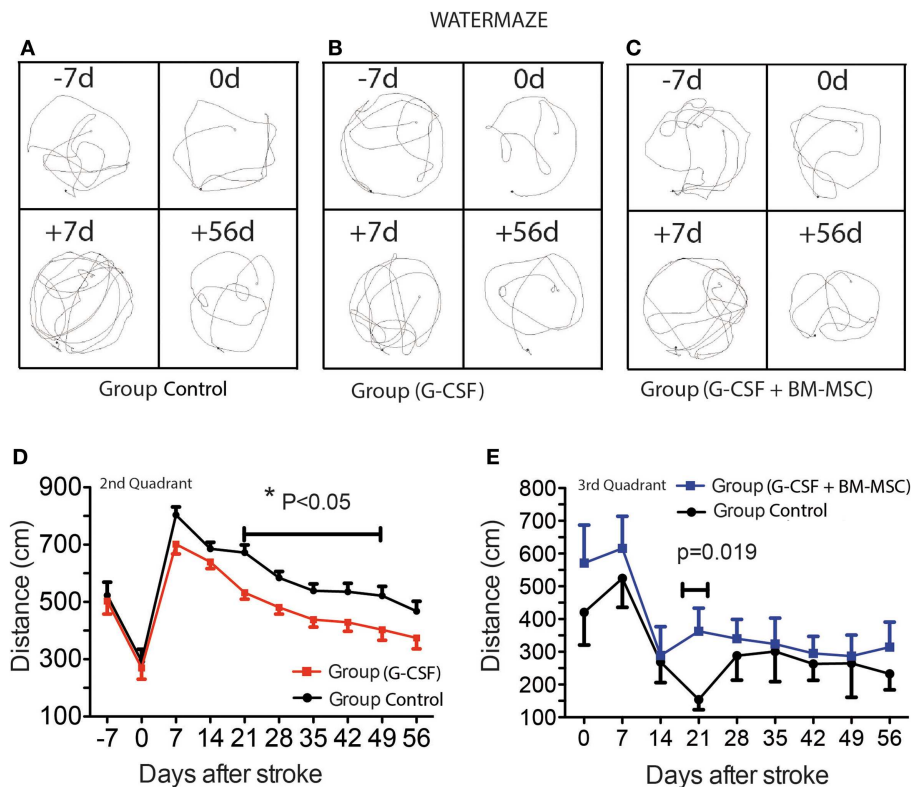 WATERMAZE
A
B
C
-7d 0d
-7d 0d
-7d 0d
+7d +56d
+7d +56d
+7d +56d
Group Control
Group (G-CSF)
Group (G-CSF + BM-MSC)
D
2nd Quadrant
* P<0.05
900
700
500
300
100
Distance (cm)
Group (G-CSF)
Group Control
-7 0 7 14 21 28 35 42 49 56
Days after stroke
E
3rd Quadrant
Group (G-CSF + BM-MSC)
Group Control
p=0.019
800
700
600
500
400
300
200
100
Distance (cm)
0 7 14 21 28 35 42 49 56
Days after stroke